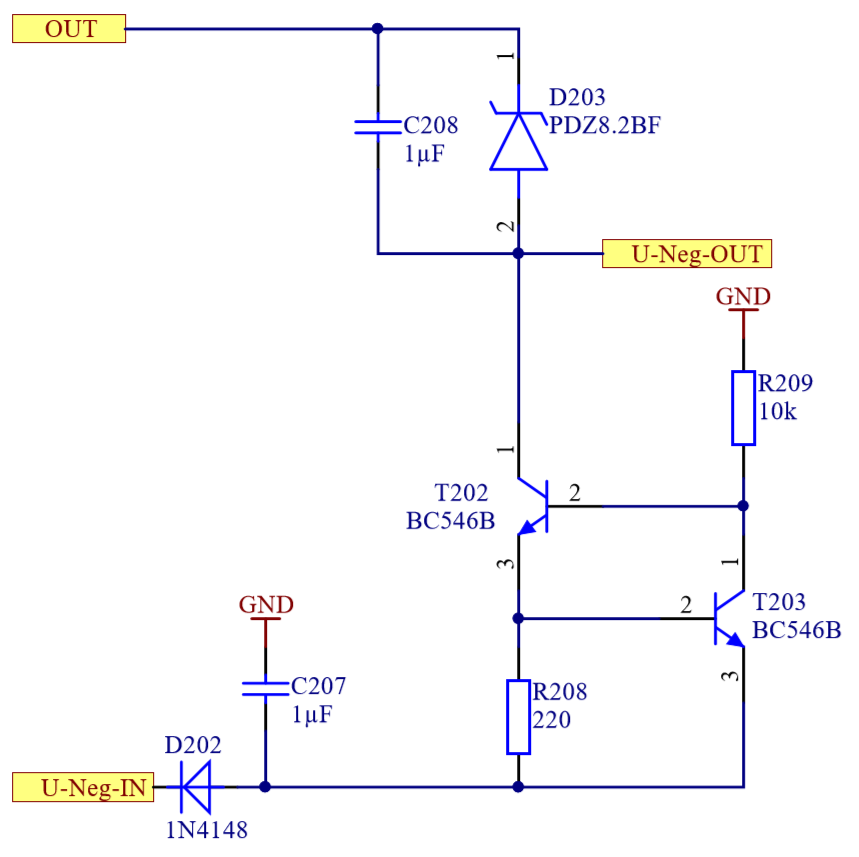 OUT
1
D203
PDZ8.2BF
C208
1µF
2
U-Neg-OUT
GND
R209
10k
1
T202
BC546B
2
3
1
GND
2
T203
BC546B
3
C207
1µF
R208
220
D202
U-Neg-IN
1N4148